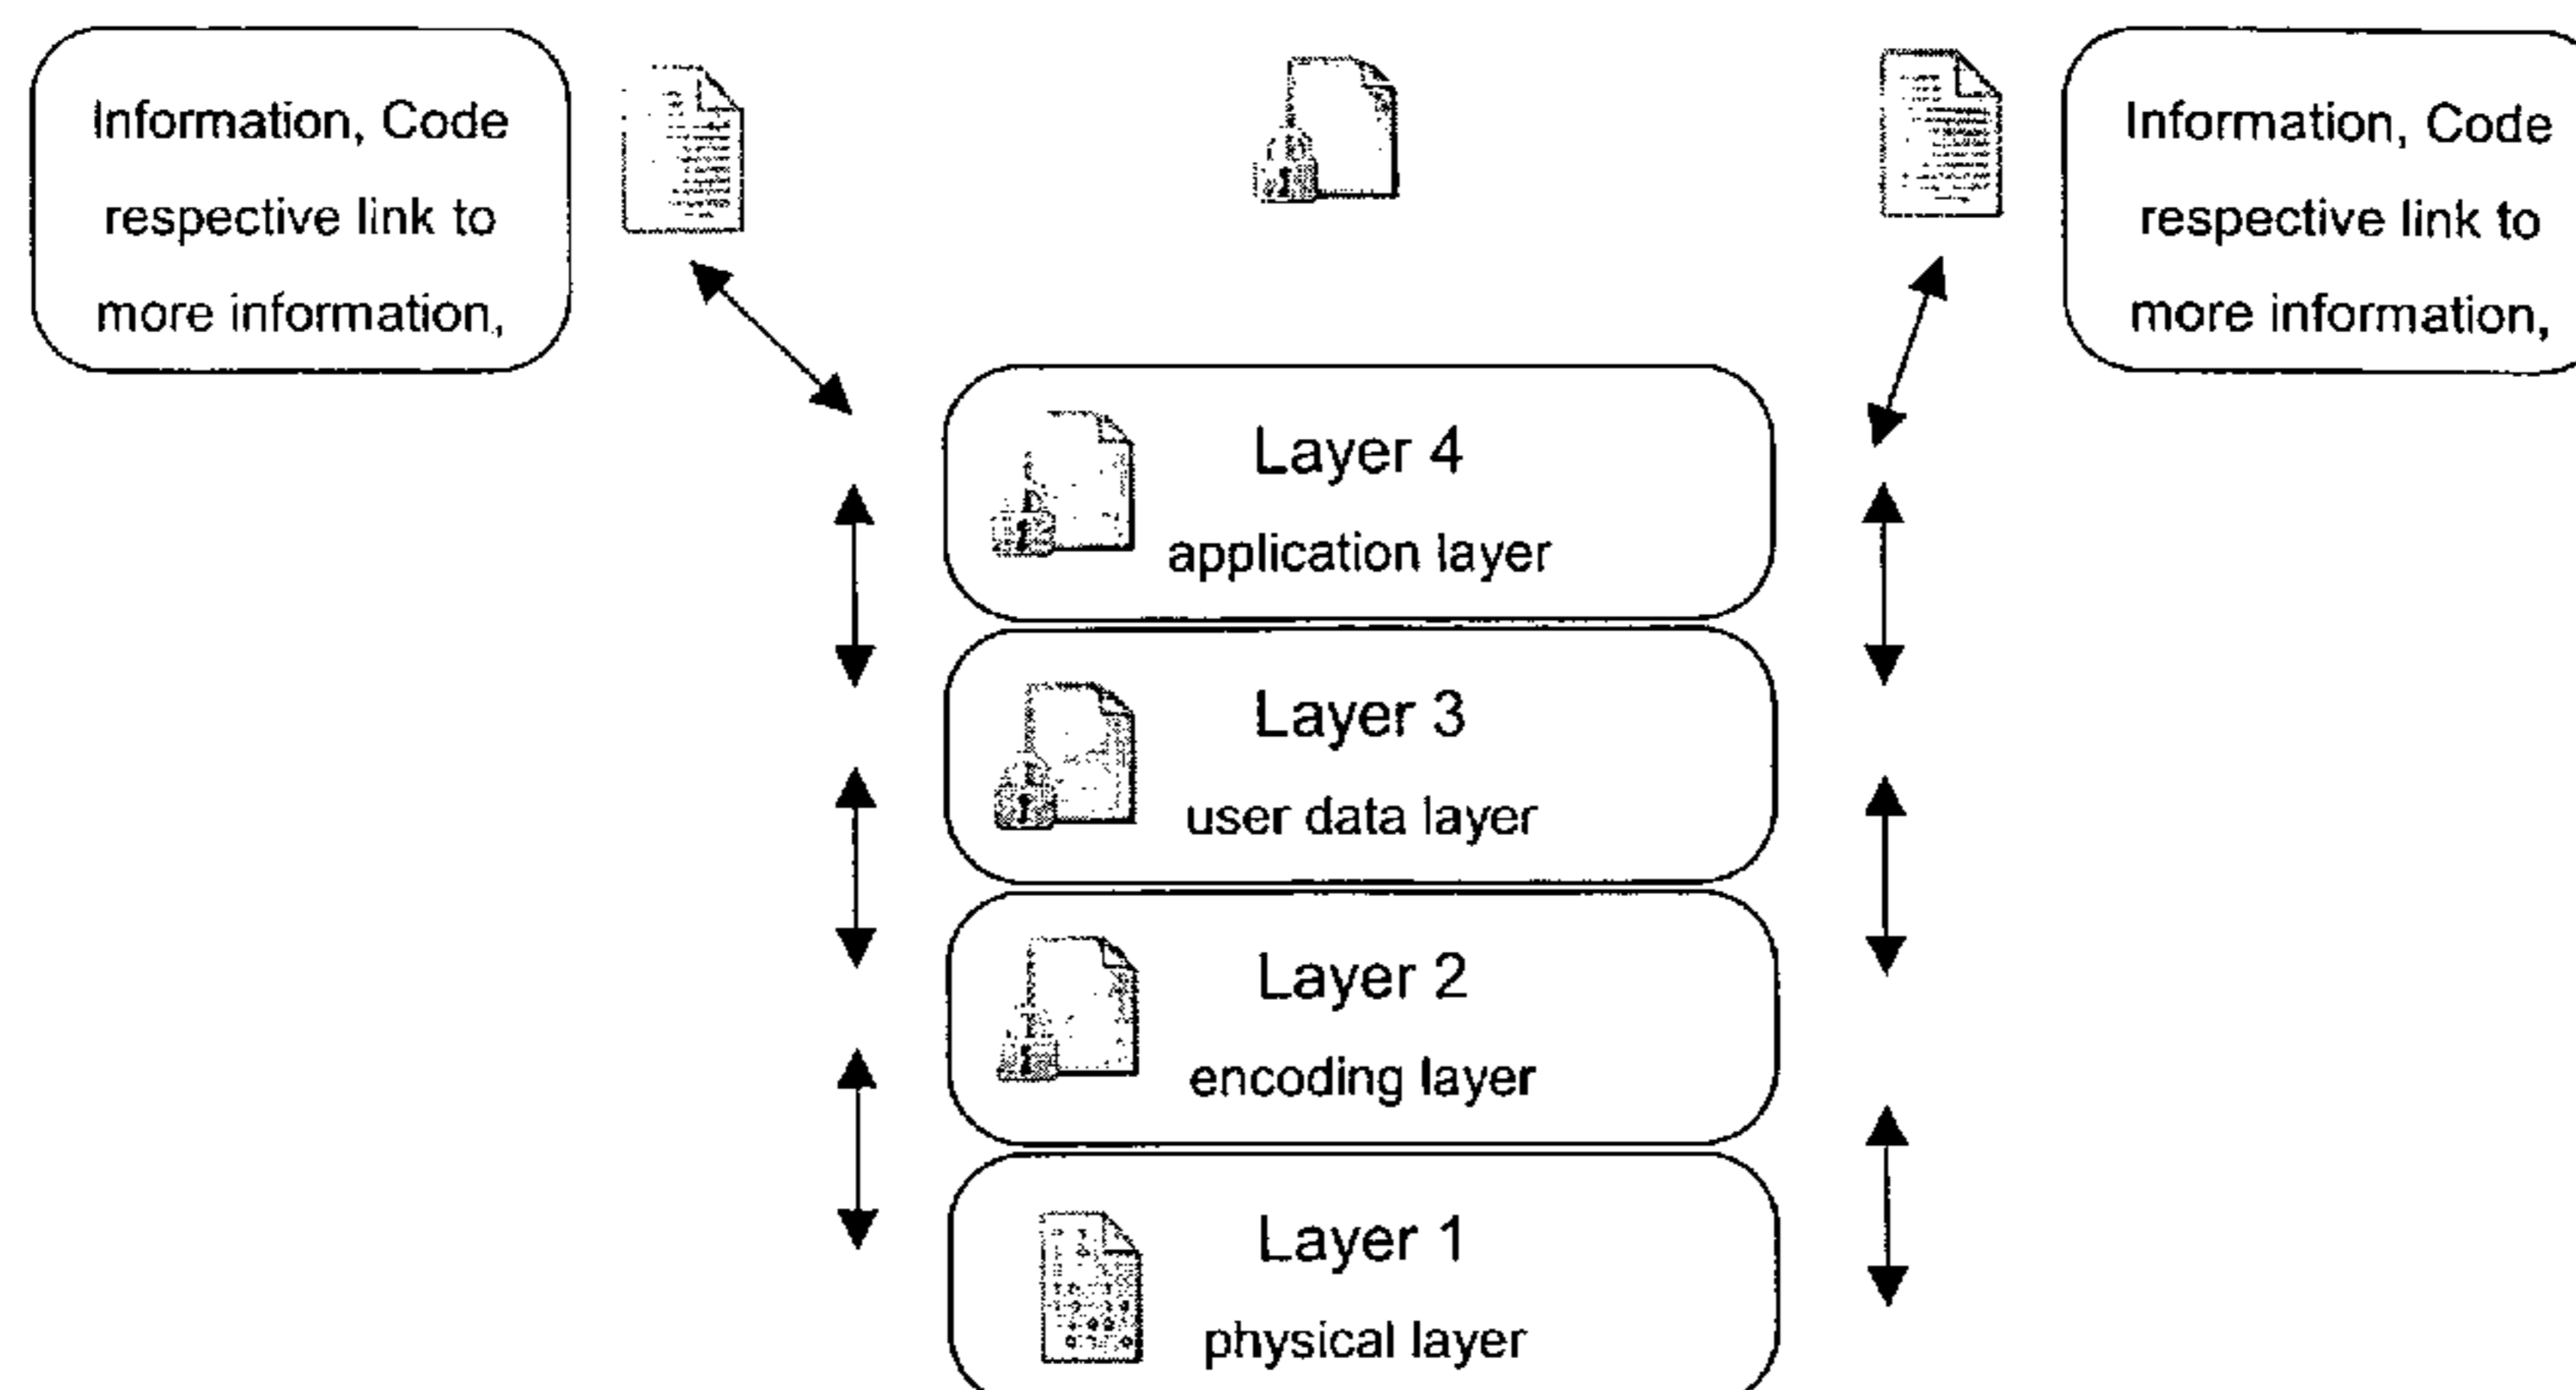 Information, Code
respective link to
more information,
Information, Code
respective link to
more information,
Layer 4
application layer
Layer 3
user data layer
Layer 2
encoding layer
Layer 1
physical layer